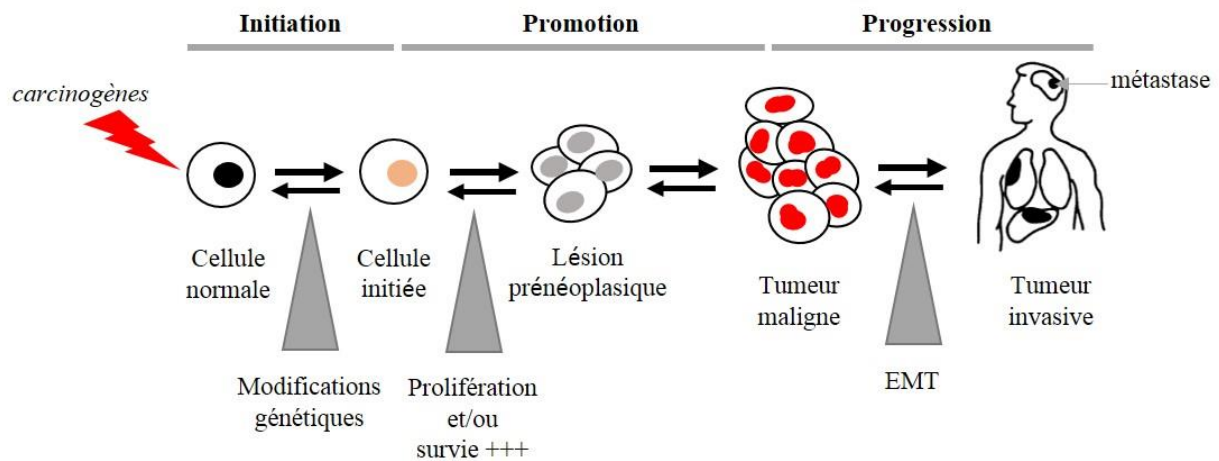 Initiation
Promotion
Progression
carcinogènes
métastase
Cellule
normale
Cellule
initiée
Lésion
prénéoplasique
Tumeur
maligne
Tumeur
invasive
Modifications
génétiques
Prolifération
et/ou
survie +++
EMT